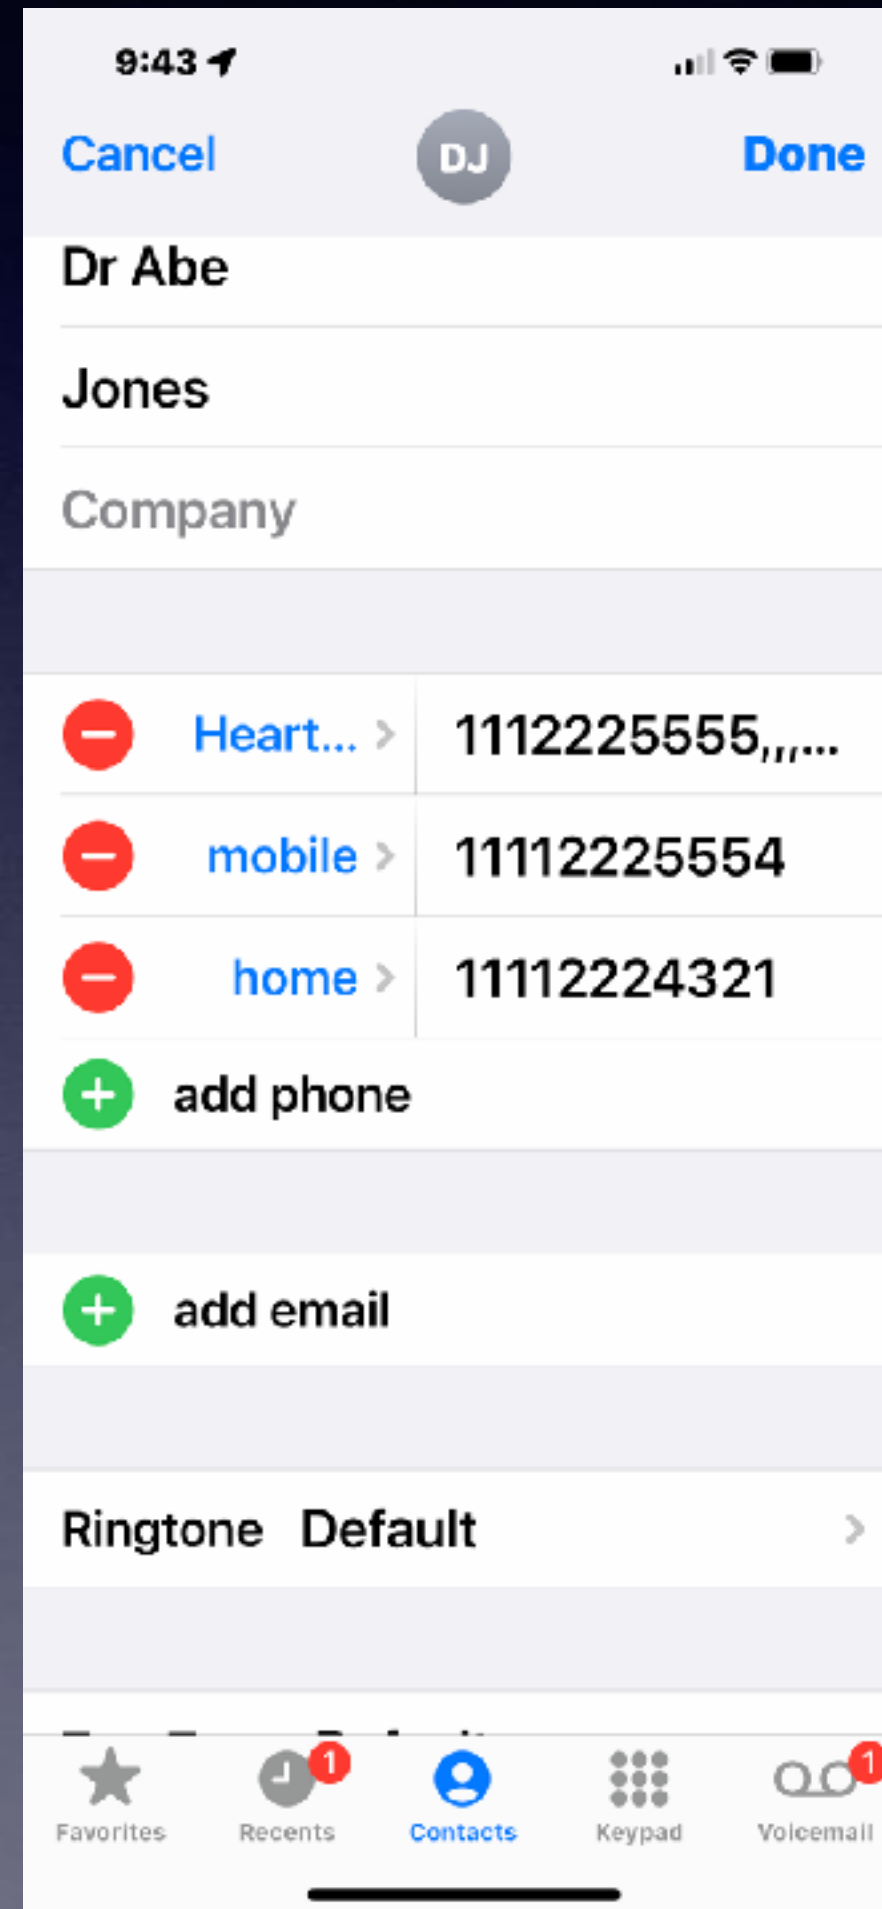 9:43
Cancel DJ Done
Dr Abe
Jones
Company
Heart... 1112225555,,,...
mobile 11112225554
home 11112224321
add phone
add email
Ringtone Default
1 1
Favorites Recents Contacts Keypad Voicemail